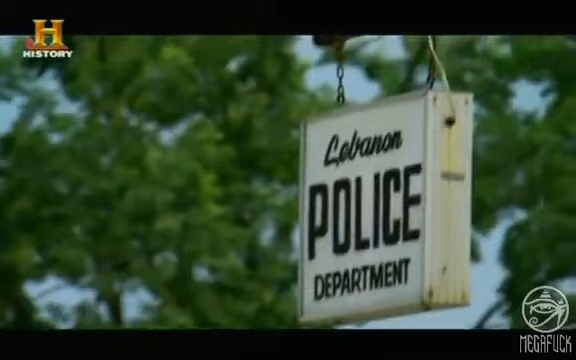 H
HISTORY
Lebanon
POLICE
DEPARTMENT
MEGAFUCK